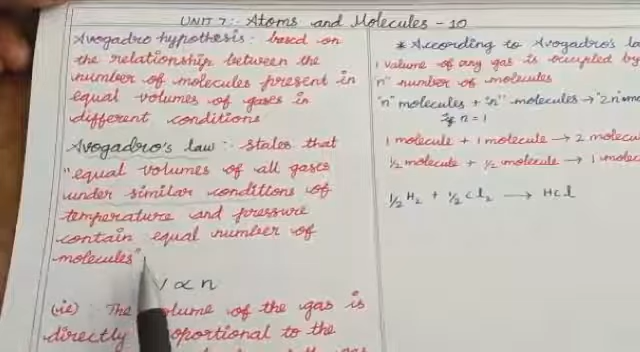 UNIT 7:- Atoms and Molecules - 10
Avogadro hypothesis:- based on
the relationship between the
number of molecules present in
equal volumes of gases in
different conditions
Avogadro's law:- states that
"equal volumes of all gases
under similar conditions of
temperature and pressure
contain equal number of
molecules"
∝ n
(ie) The volume of the gas is
directly proportional to the
* According to Avogadro's
1 volume of any gas is occupied by
"n" number of molecules
"n" molecules + "n" molecules → "2n"
if n = 1
1 molecule + 1 molecule → 2
1/2 molecule + 1/2 molecule → 1
1/2 H2 + 1/2 Cl2 → HCl